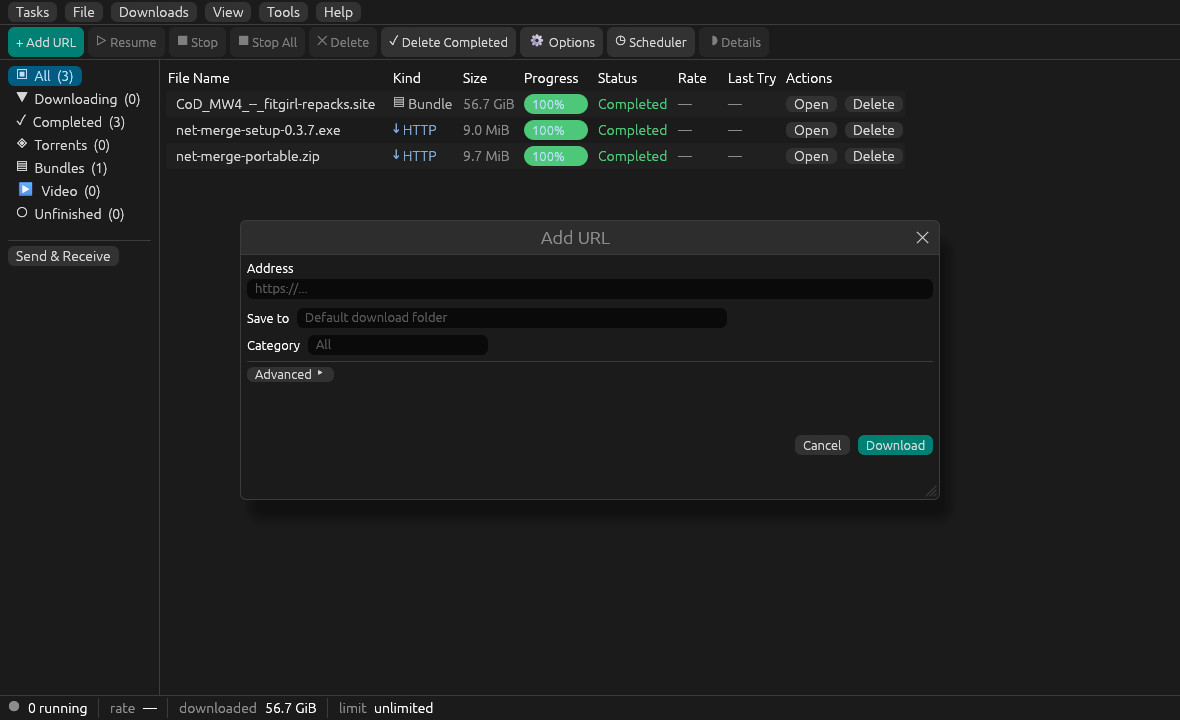 Tasks File Downloads View Tools Help
+ Add URL Resume Stop Stop All Delete Delete Completed Options Scheduler Details
All (3)
Downloading (0)
Completed (3)
Torrents (0)
Bundles (1)
Video (0)
Unfinished (0)
Send & Receive
File Name Kind Size Progress Status Rate Last Try Actions
CoD_MW4_–_fitgirl-repacks.site Bundle 56.7 GiB 100% Completed — — Open Delete
net-merge-setup-0.3.7.exe HTTP 9.0 MiB 100% Completed — — Open Delete
net-merge-portable.zip HTTP 9.7 MiB 100% Completed — — Open Delete
Add URL
Address
https://...
Save to Default download folder
Category All
Advanced
Cancel Download
0 running rate — downloaded 56.7 GiB limit unlimited